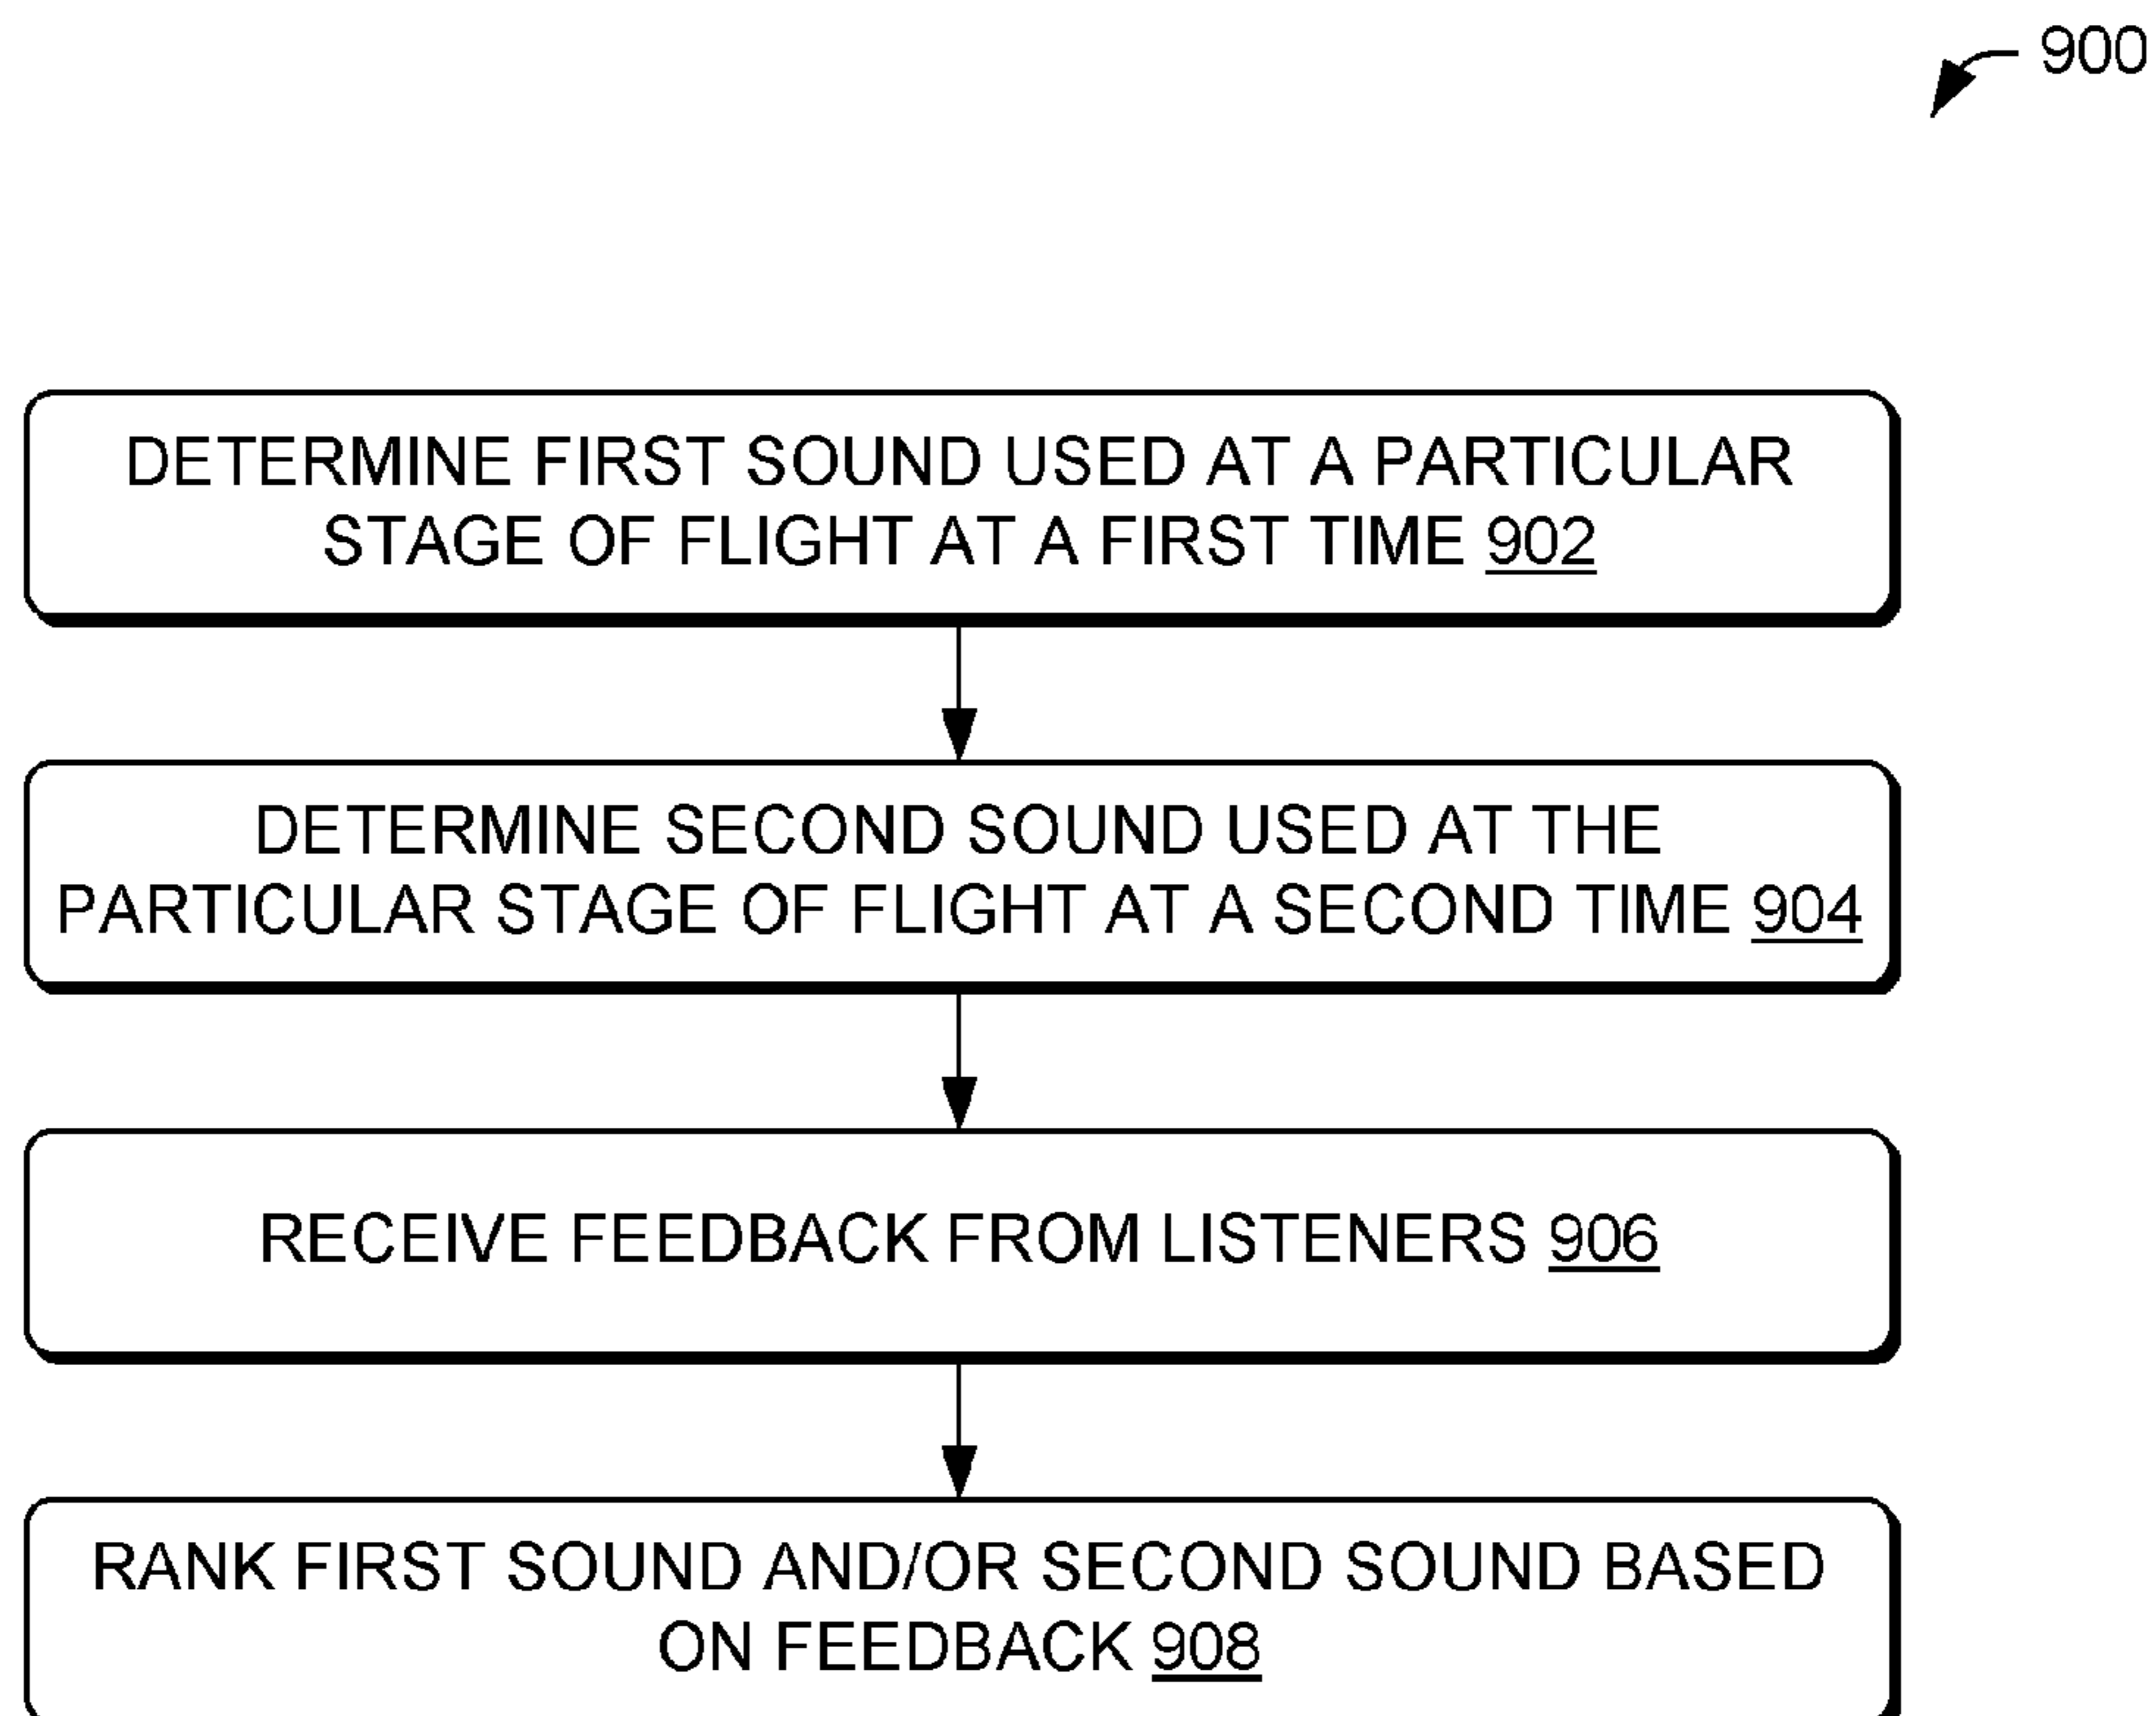 900
DETERMINE FIRST SOUND USED AT A PARTICULAR
STAGE OF FLIGHT AT A FIRST TIME 902
DETERMINE SECOND SOUND USED AT THE
PARTICULAR STAGE OF FLIGHT AT A SECOND TIME 904
RECEIVE FEEDBACK FROM LISTENERS 906
RANK FIRST SOUND AND/OR SECOND SOUND BASED
ON FEEDBACK 908